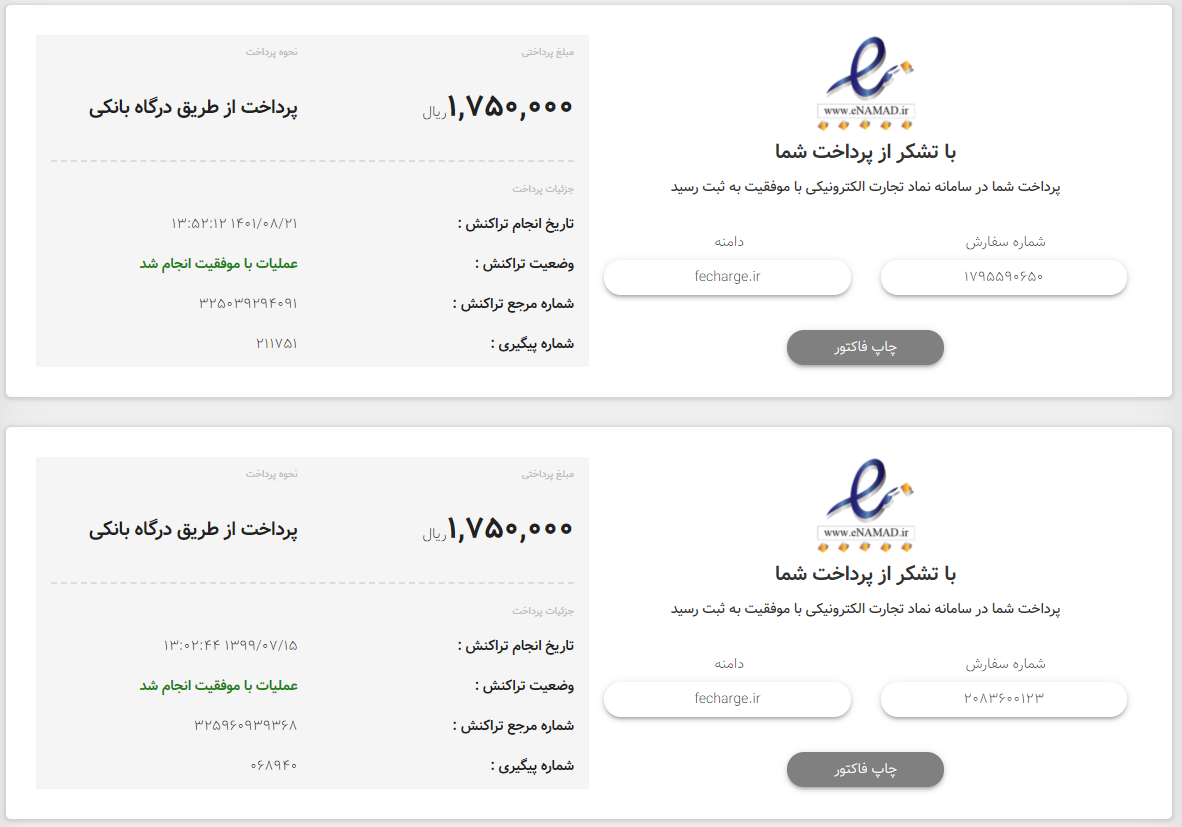 www.eNAMAD.ir
با تشکر از پرداخت شما
پرداخت شما در سامانه نماد تجارت الکترونیکی با موفقیت به ثبت رسید
شماره سفارش
۱۷۹۵۵۹۰۶۵۰
دامنه
fecharge.ir
چاپ فاکتور
مبلغ پرداختی
۱,۷۵۰,۰۰۰ریال
نحوه پرداخت
پرداخت از طریق درگاه بانکی
جزئیات پرداخت
تاریخ انجام تراکنش : ۱۴۰۱/۰۸/۲۱ ۱۳:۵۲:۱۲
وضعیت تراکنش : عملیات با موفقیت انجام شد
شماره مرجع تراکنش : ۳۲۵۰۳۹۲۹۴۰۹۱
شماره پیگیری : ۲۱۱۷۵۱
www.eNAMAD.ir
با تشکر از پرداخت شما
پرداخت شما در سامانه نماد تجارت الکترونیکی با موفقیت به ثبت رسید
شماره سفارش
۲۰۸۳۶۰۰۱۲۳
دامنه
fecharge.ir
چاپ فاکتور
مبلغ پرداختی
۱,۷۵۰,۰۰۰ریال
نحوه پرداخت
پرداخت از طریق درگاه بانکی
جزئیات پرداخت
تاریخ انجام تراکنش : ۱۳۹۹/۰۷/۱۵ ۱۳:۰۲:۴۴
وضعیت تراکنش : عملیات با موفقیت انجام شد
شماره مرجع تراکنش : ۳۲۵۹۶۰۹۳۹۳۶۸
شماره پیگیری : ۰۶۸۹۴۰